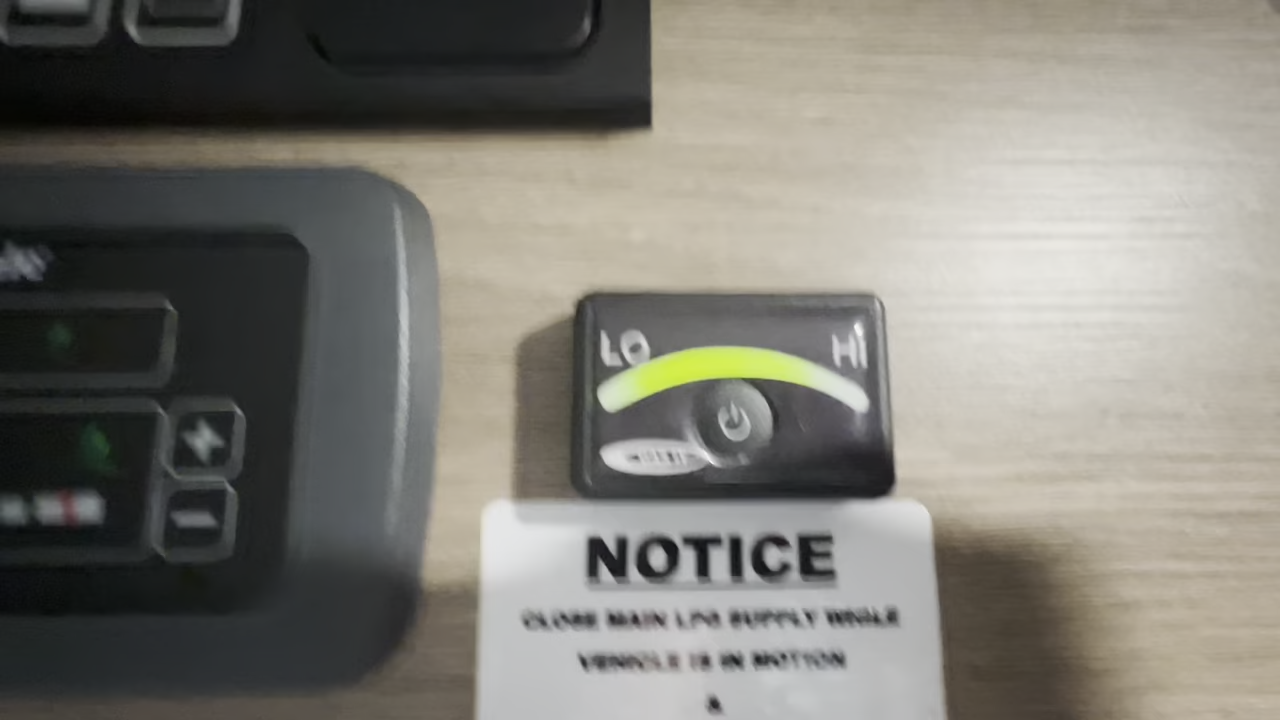 LO
Hi
NOTICE
CLOSE MAIN LPG SUPPLY WHILE
VEHICLE IS IN MOTION
&